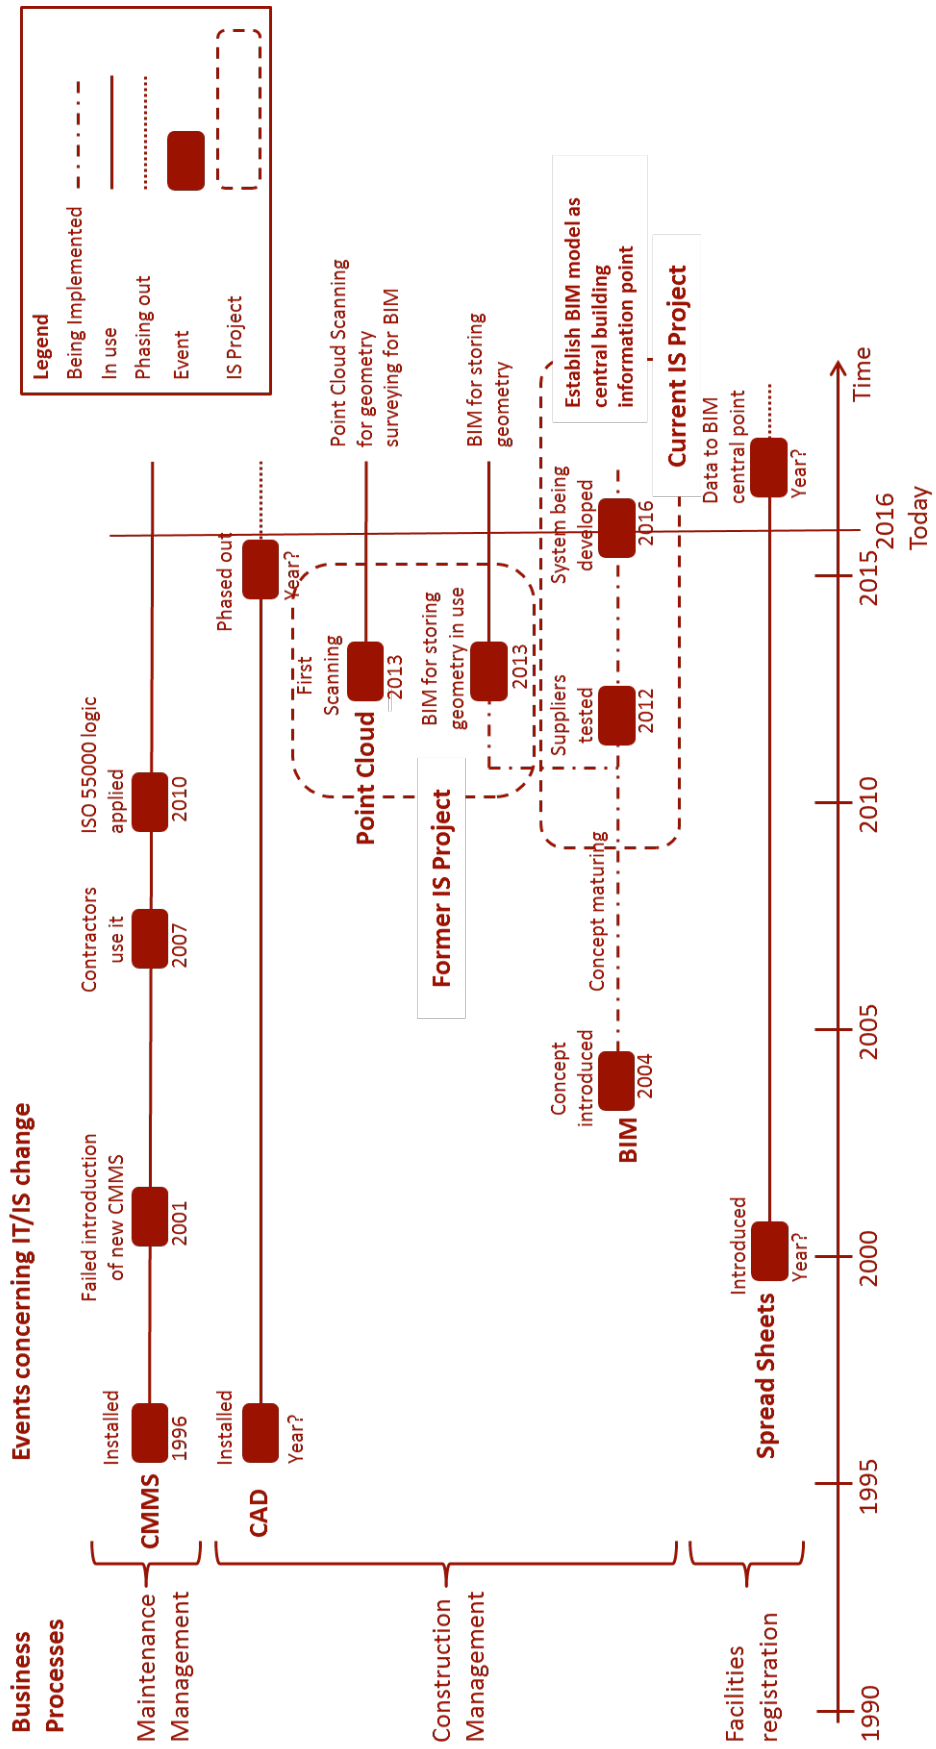 Business
Processes
Events concerning IT/IS change
Legend
Being Implemented
In use
Phasing out
Event
IS Project
Maintenance
Management
CMMS
Installed
1996
Failed introduction
of new CMMS
2001
Contractors
use it
2007
ISO 55000 logic
applied
2010
Construction
Management
CAD
Installed
Year?
Phased out
Year?
Point Cloud
First
Scanning
2013
Point Cloud Scanning
for geometry
surveying for BIM
Former IS Project
BIM for storing
geometry in use
2013
BIM for storing
geometry
BIM
Concept
introduced
2004
Concept maturing
Suppliers
tested
2012
System being
developed
2016
Establish BIM model as
central building
information point
Current IS Project
Facilities
registration
Spread Sheets
Introduced
Year?
Data to BIM
central point
Year?
Time
1990
1995
2000
2005
2010
2015
2016
Today